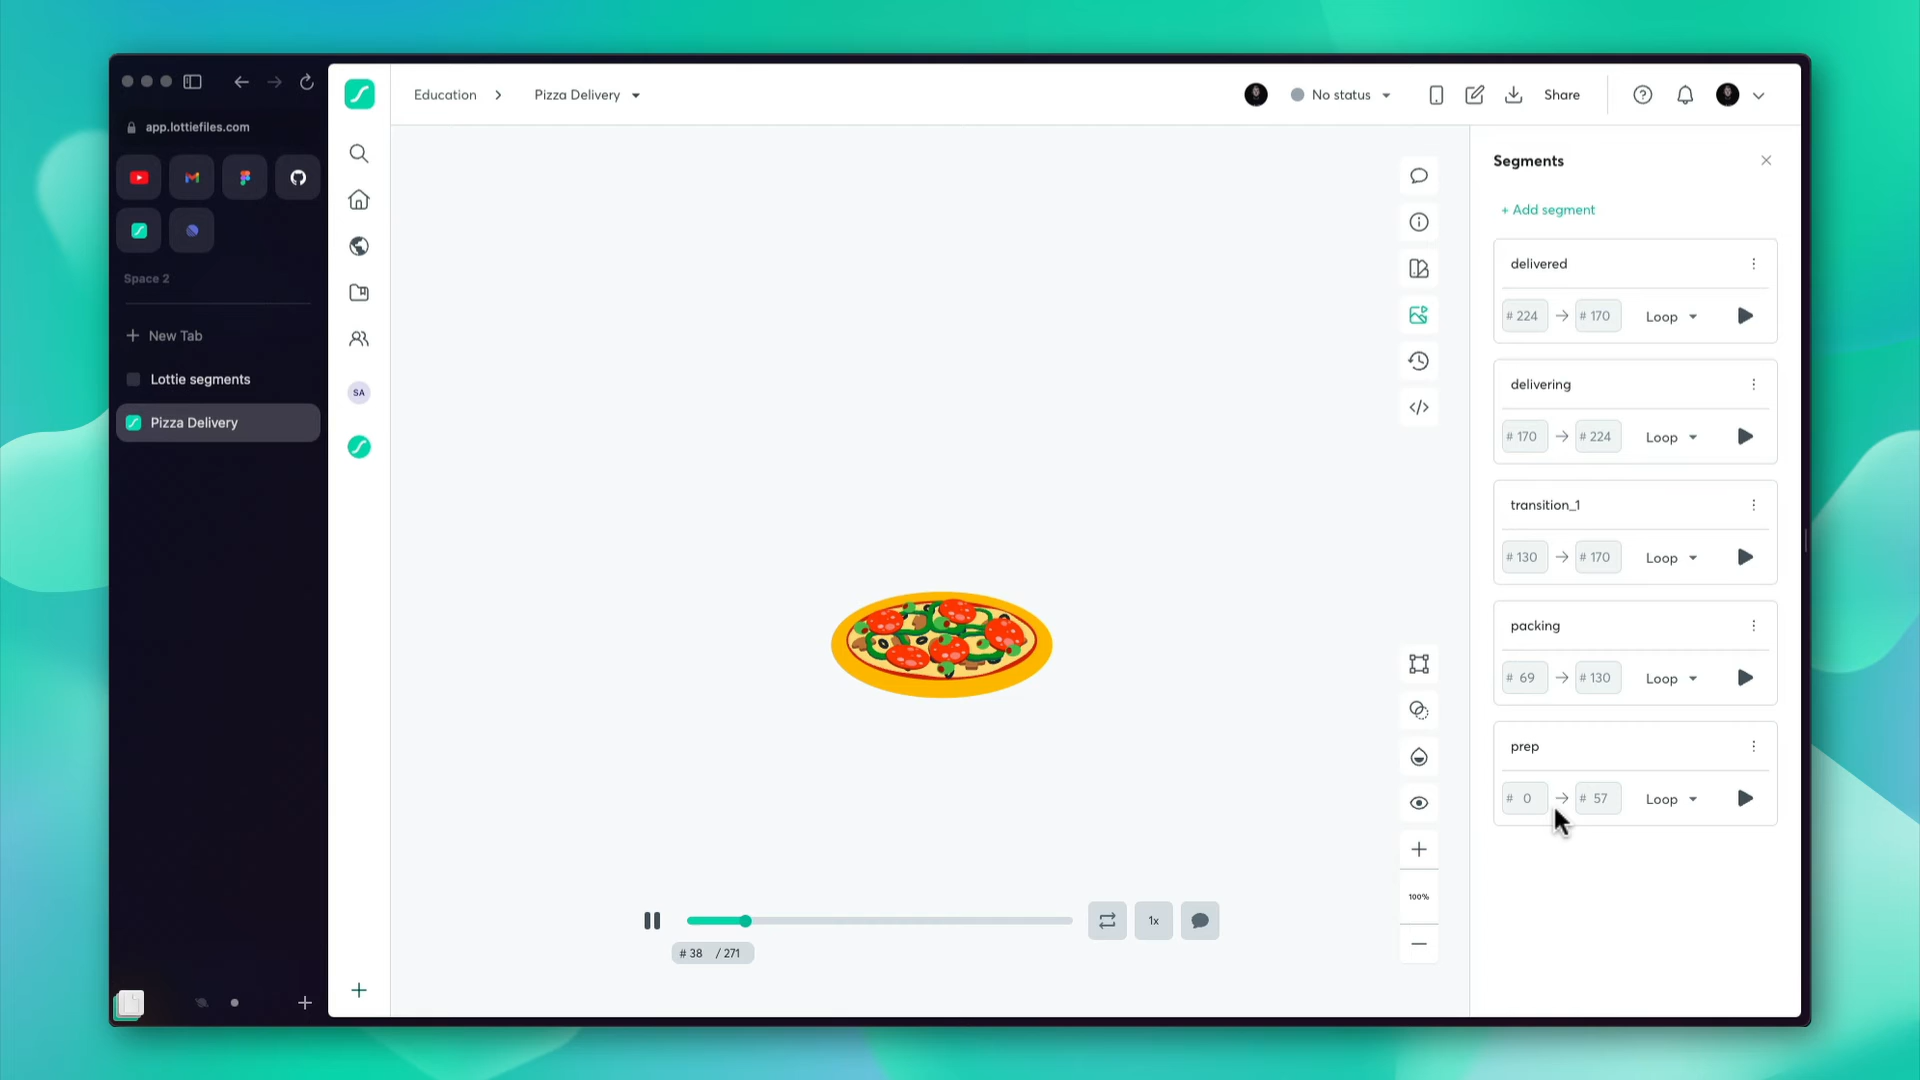 app.lottiefiles.com
Space 2
New Tab
Lottie segments
Pizza Delivery
SA
Education
Pizza Delivery
No status
Share
Segments
+ Add segment
delivered
# 224
# 170
Loop
delivering
# 170
# 224
Loop
transition_1
# 130
# 170
Loop
packing
# 69
# 130
Loop
prep
# 0
# 57
Loop
100%
1x
# 38 / 271